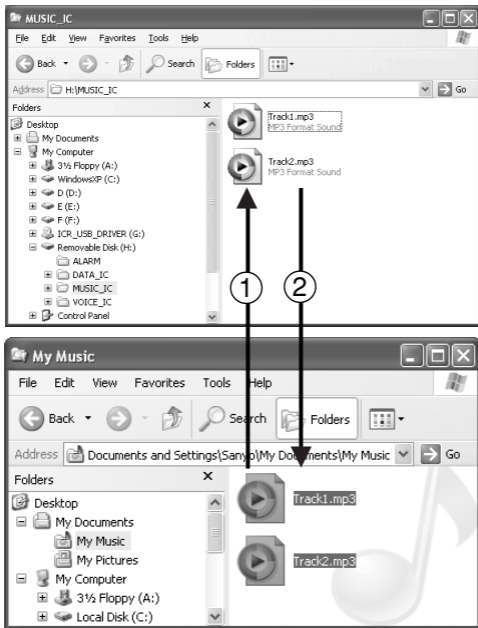 MUSIC_IC
File Edit View Favorites Tools Help
Back Search Folders
Address H:\MUSIC_IC Go
Folders
Desktop
My Documents
My Computer
3½ Floppy (A:)
WindowsXP (C:)
D (D:)
E (E:)
F (F:)
ICR_USB_DRIVER (G:)
Removable Disk (H:)
ALARM
DATA_IC
MUSIC_IC
VOICE_IC
Control Panel
Track1.mp3
MP3 Format Sound
Track2.mp3
MP3 Format Sound
1 2
My Music
File Edit View Favorites Tools Help
Back Search Folders
Address Documents and Settings\Sanyo\My Documents\My Music Go
Folders
Desktop
My Documents
My Music
My Pictures
My Computer
3½ Floppy (A:)
Local Disk (C:)
Track1.mp3
Track2.mp3